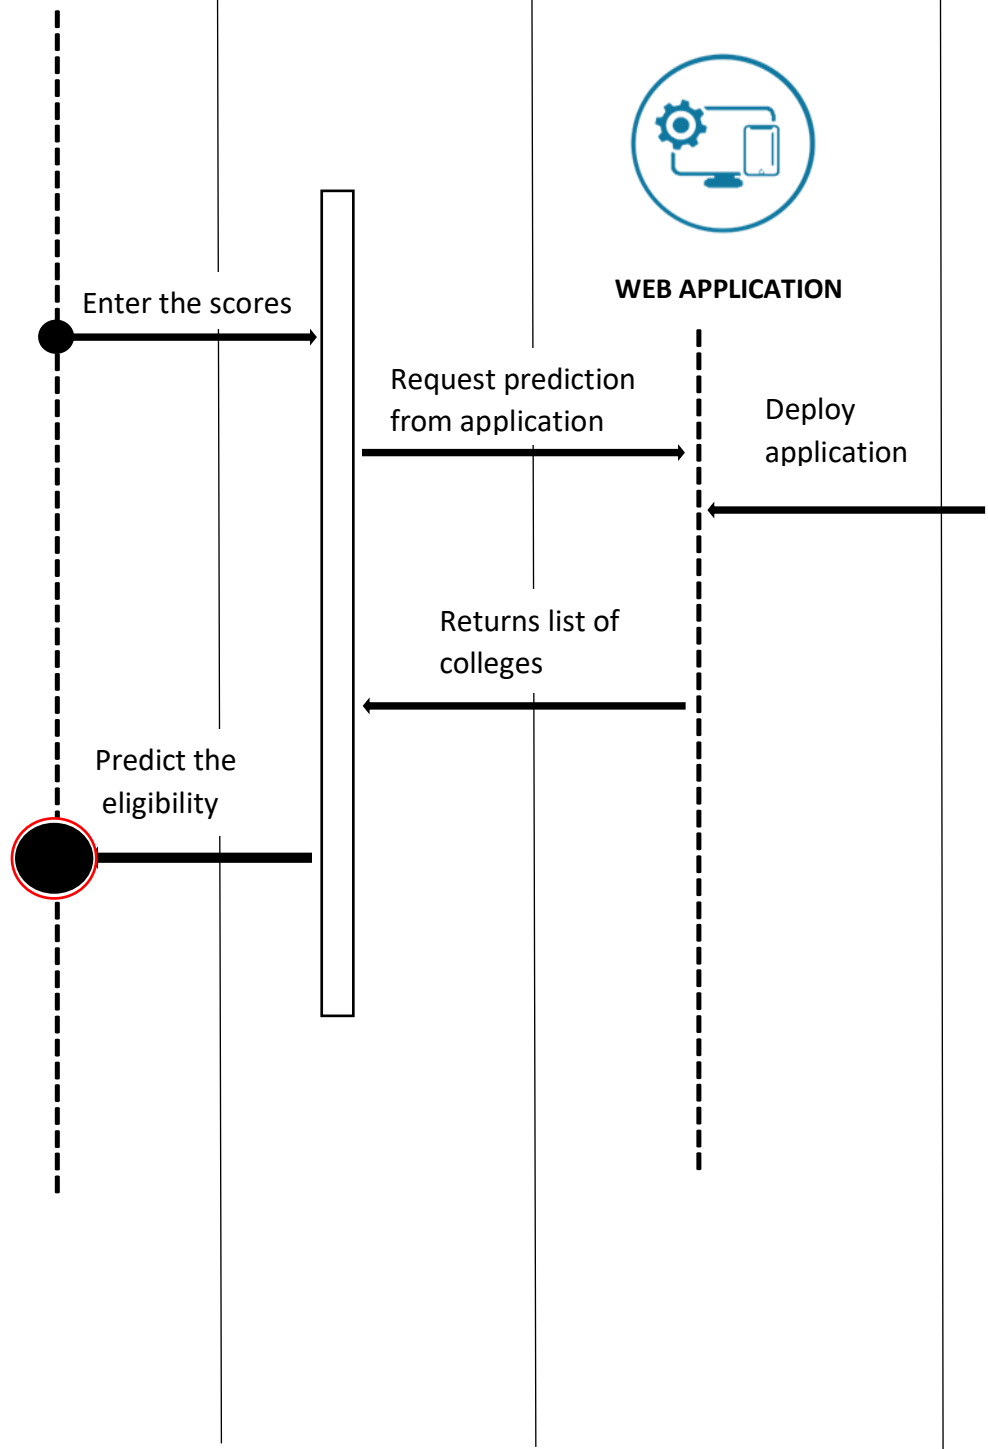 WEB APPLICATION
Enter the scores
Request prediction
from application
Deploy
application
Returns list of
colleges
Predict the
eligibility